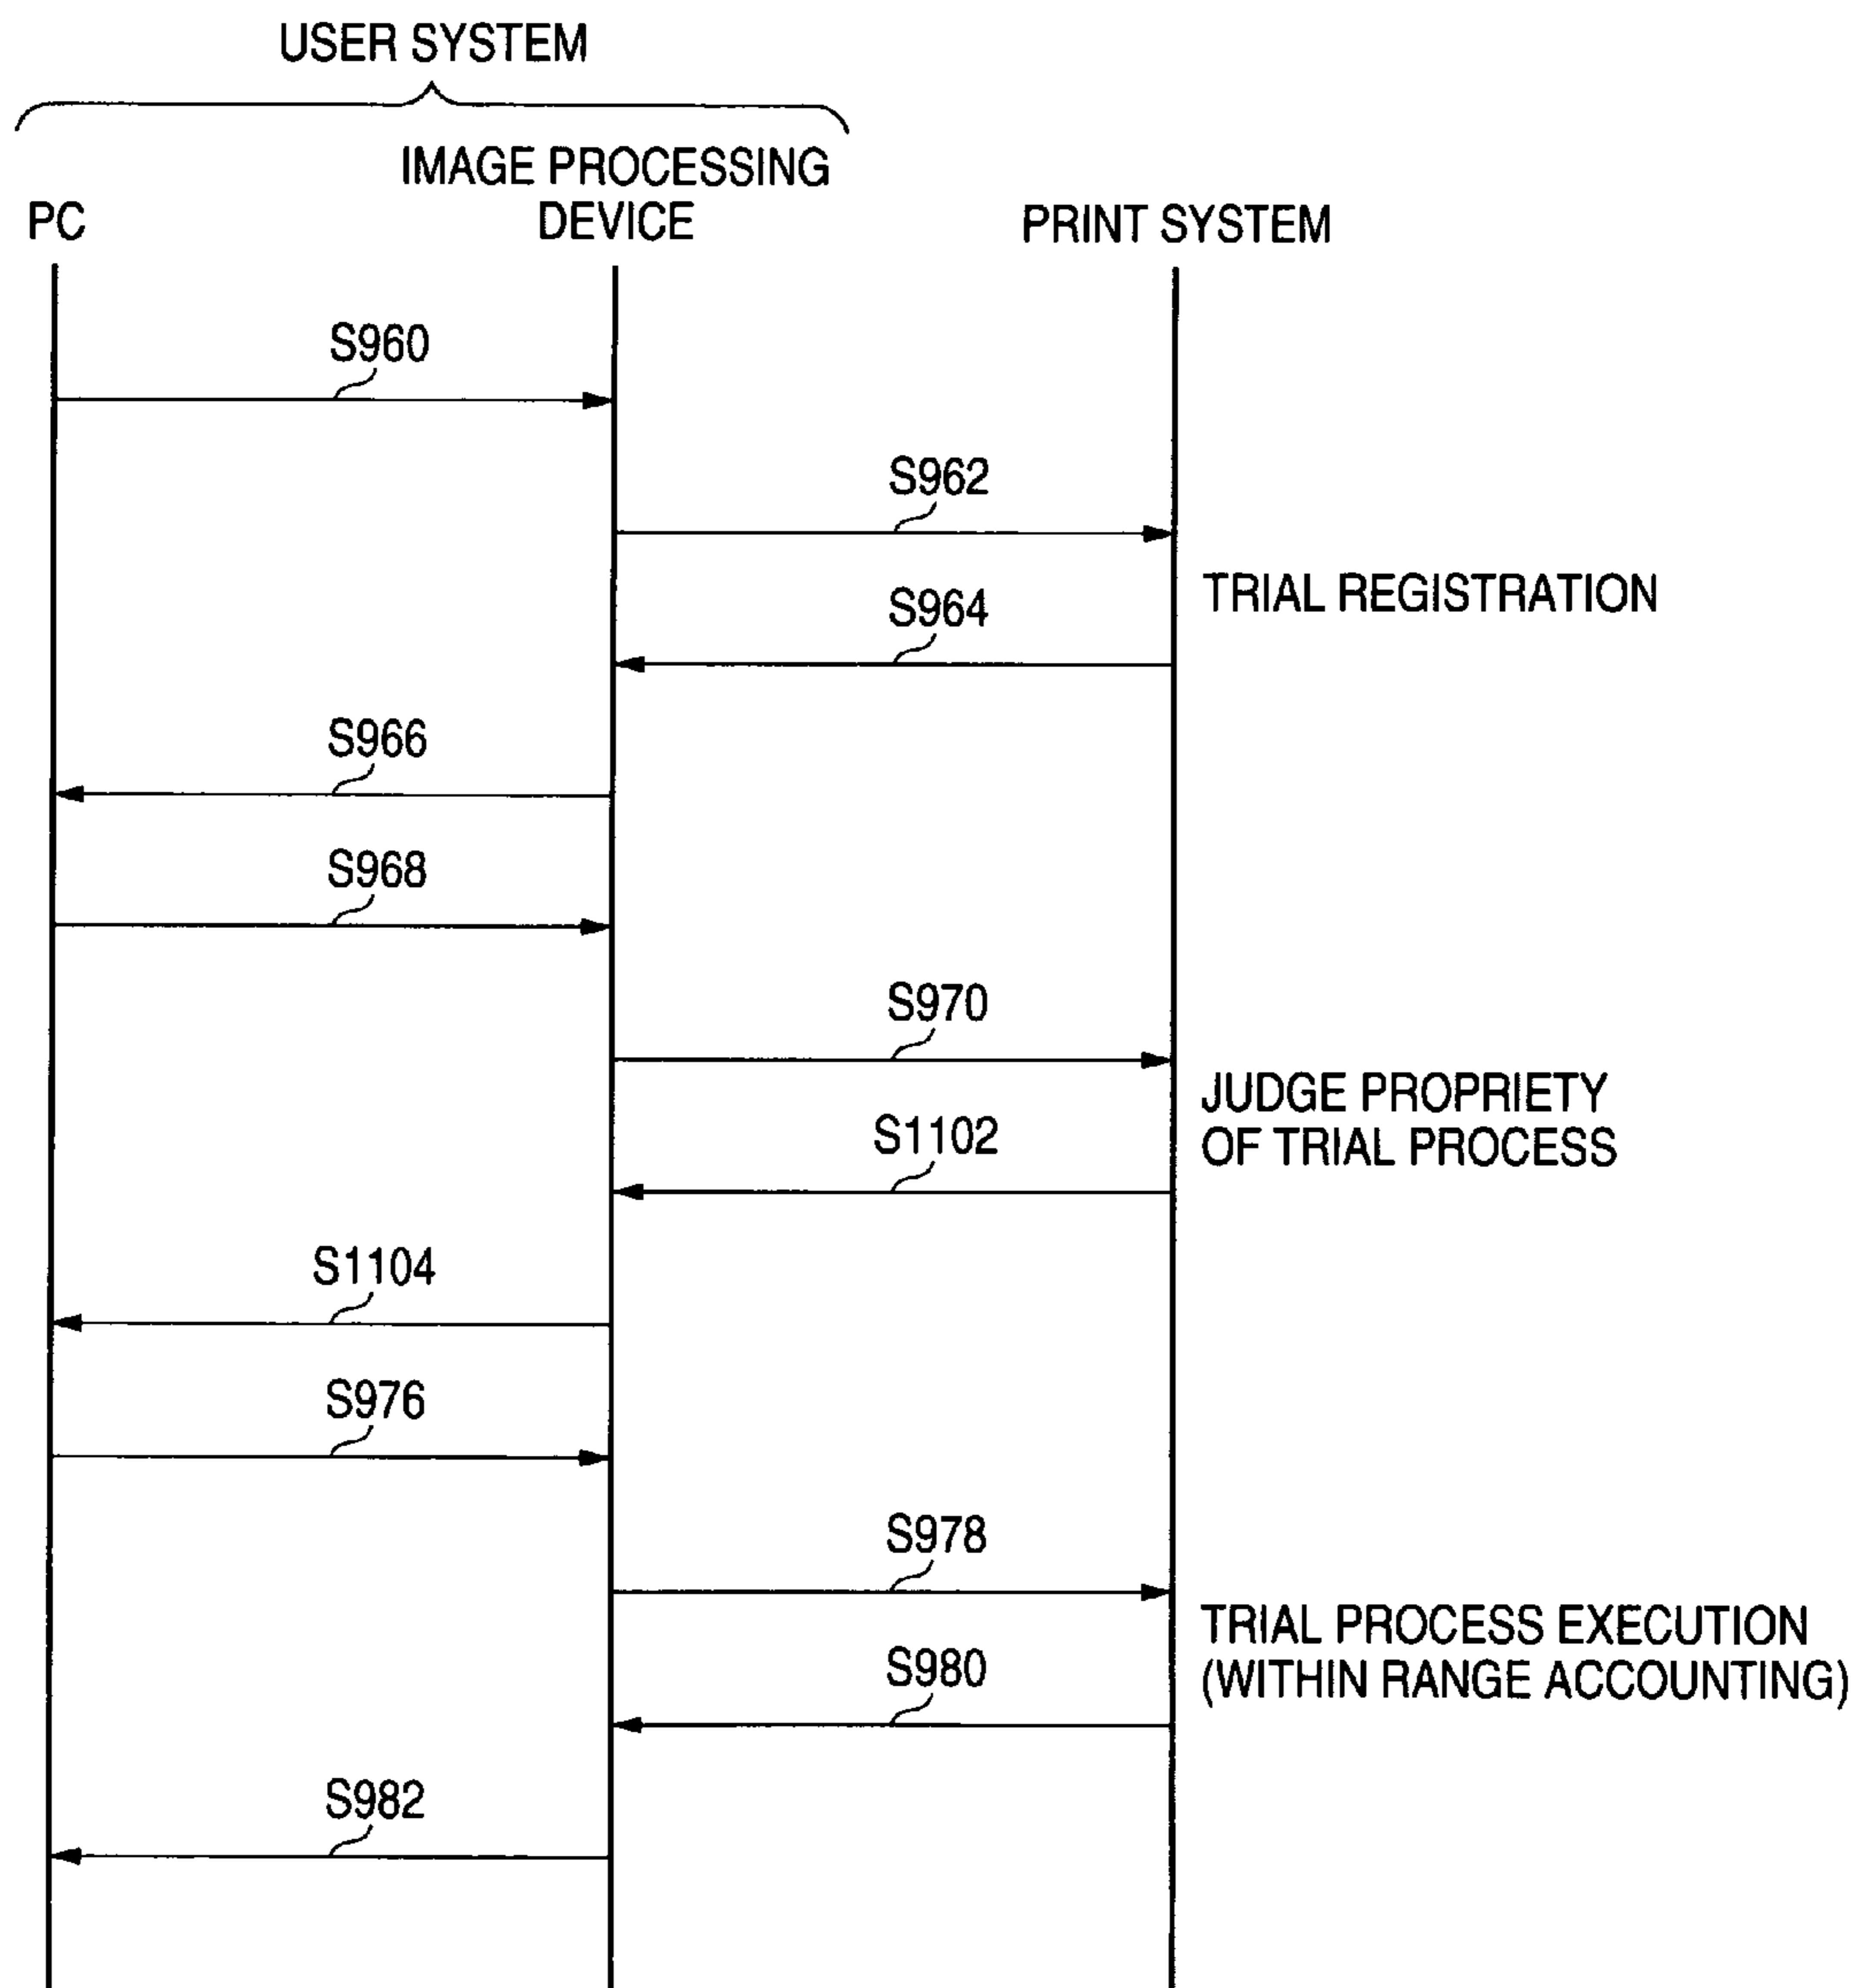 USER SYSTEM
IMAGE PROCESSING
DEVICE
PC
PRINT SYSTEM
S960
S962
TRIAL REGISTRATION
S964
S966
S968
S970
JUDGE PROPRIETY
OF TRIAL PROCESS
S1102
S1104
S976
S978
TRIAL PROCESS EXECUTION
(WITHIN RANGE ACCOUNTING)
S980
S982